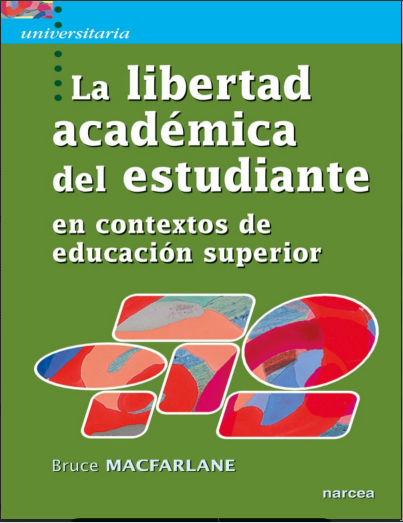 universitaria
La libertad
académica
del estudiante
en contextos de
educación superior
Bruce MACFARLANE
narcea